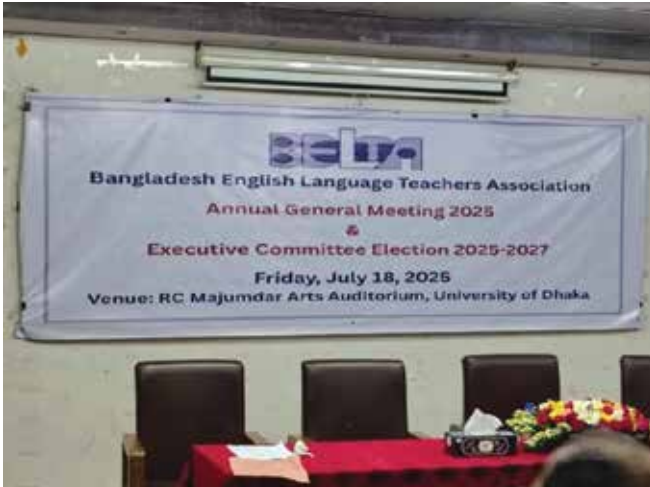 BELTA
Bangladesh English Language Teachers Association
Annual General Meeting 2025
&
Executive Committee Election 2025-2027
Friday, July 18, 2025
Venue: RC Majumdar Arts Auditorium, University of Dhaka